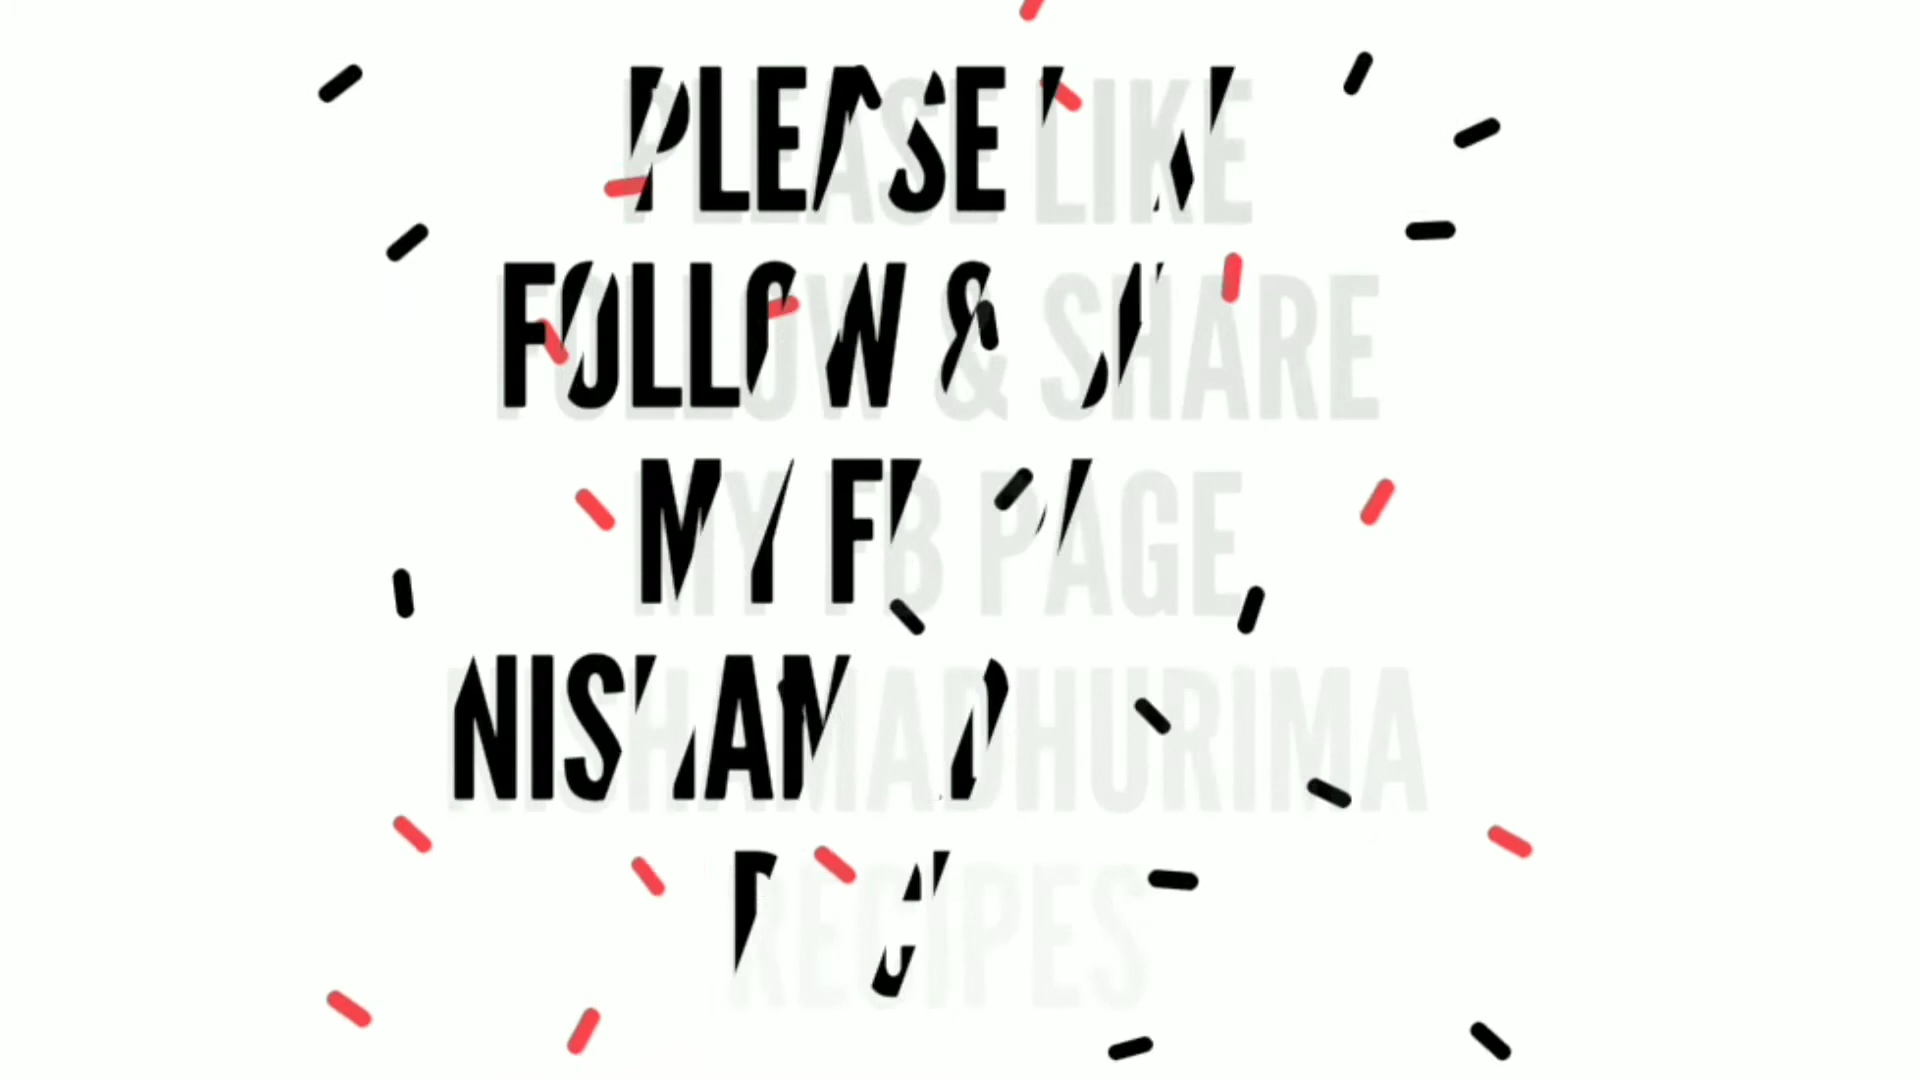 PLEASE LIKE
FOLLOW & SHARE
MY FB PAGE
NISHAMADHURIMA
RECIPES